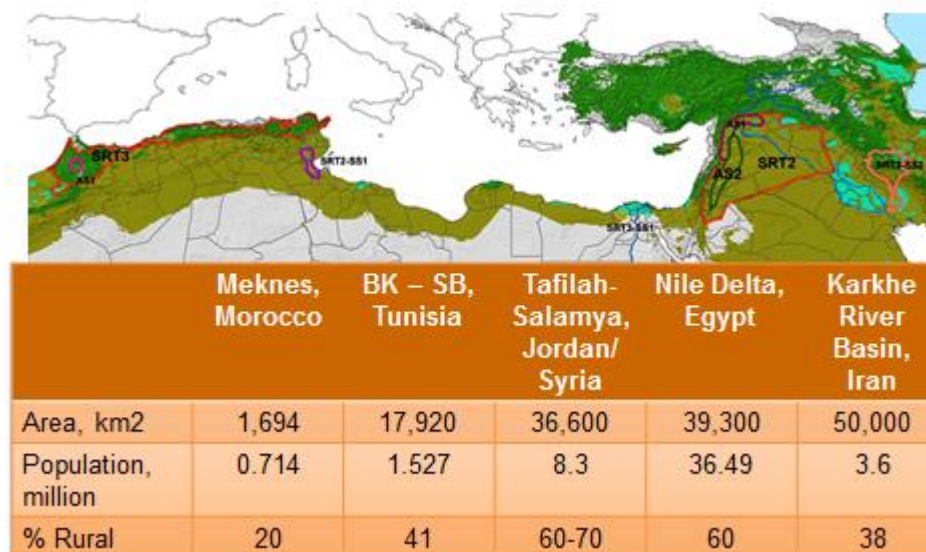 SRT3
AS1
SRT2-SS1
SRT3-SS1
AS1
AS2
SRT2
SRT3-SS2
Meknes, Morocco
BK – SB, Tunisia
Tafilah-Salamya, Jordan/ Syria
Nile Delta, Egypt
Karkhe River Basin, Iran
Area, km2 1,694 17,920 36,600 39,300 50,000
Population, million 0.714 1.527 8.3 36.49 3.6
% Rural 20 41 60-70 60 38